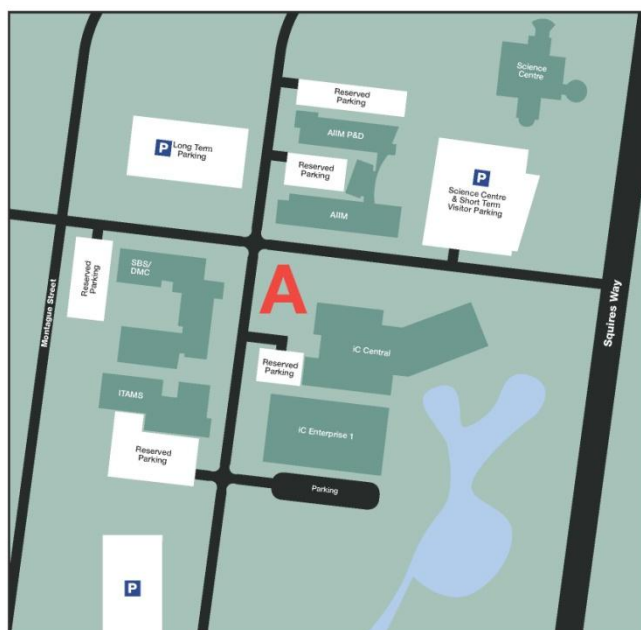 Science
Centre
Reserved
Parking
AIIM P&D
P Long Term
Parking
Reserved
Parking
P
Science Centre
& Short Term
Visitor Parking
AIIM
SBS/
DMC
Reserved
Parking
Montague Street
A
Squires Way
iC Central
Reserved
Parking
ITAMS
iC Enterprise 1
Reserved
Parking
Parking
P